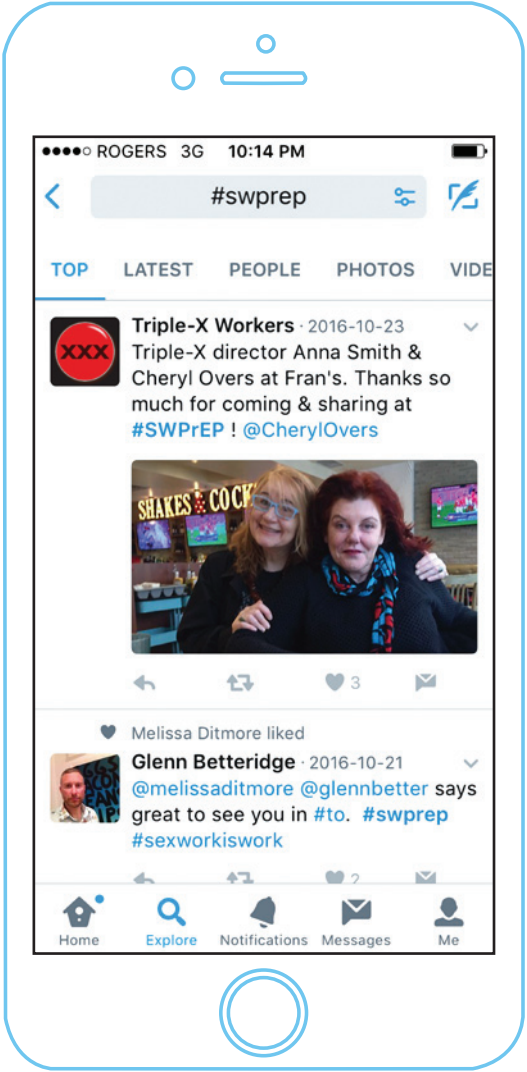 ROGERS 3G 10:14 PM
#swprep
TOP LATEST PEOPLE PHOTOS VIDE
Triple-X Workers · 2016-10-23
XXX
Triple-X director Anna Smith &
Cheryl Overs at Fran's. Thanks so
much for coming & sharing at
#SWPrEP ! @CherylOvers
SHAKES COCK
3
Melissa Ditmore liked
Glenn Betteridge · 2016-10-21
@melissaditmore @glennbetter says
great to see you in #to. #swprep
#sexworkiswork
2
Home Explore Notifications Messages Me